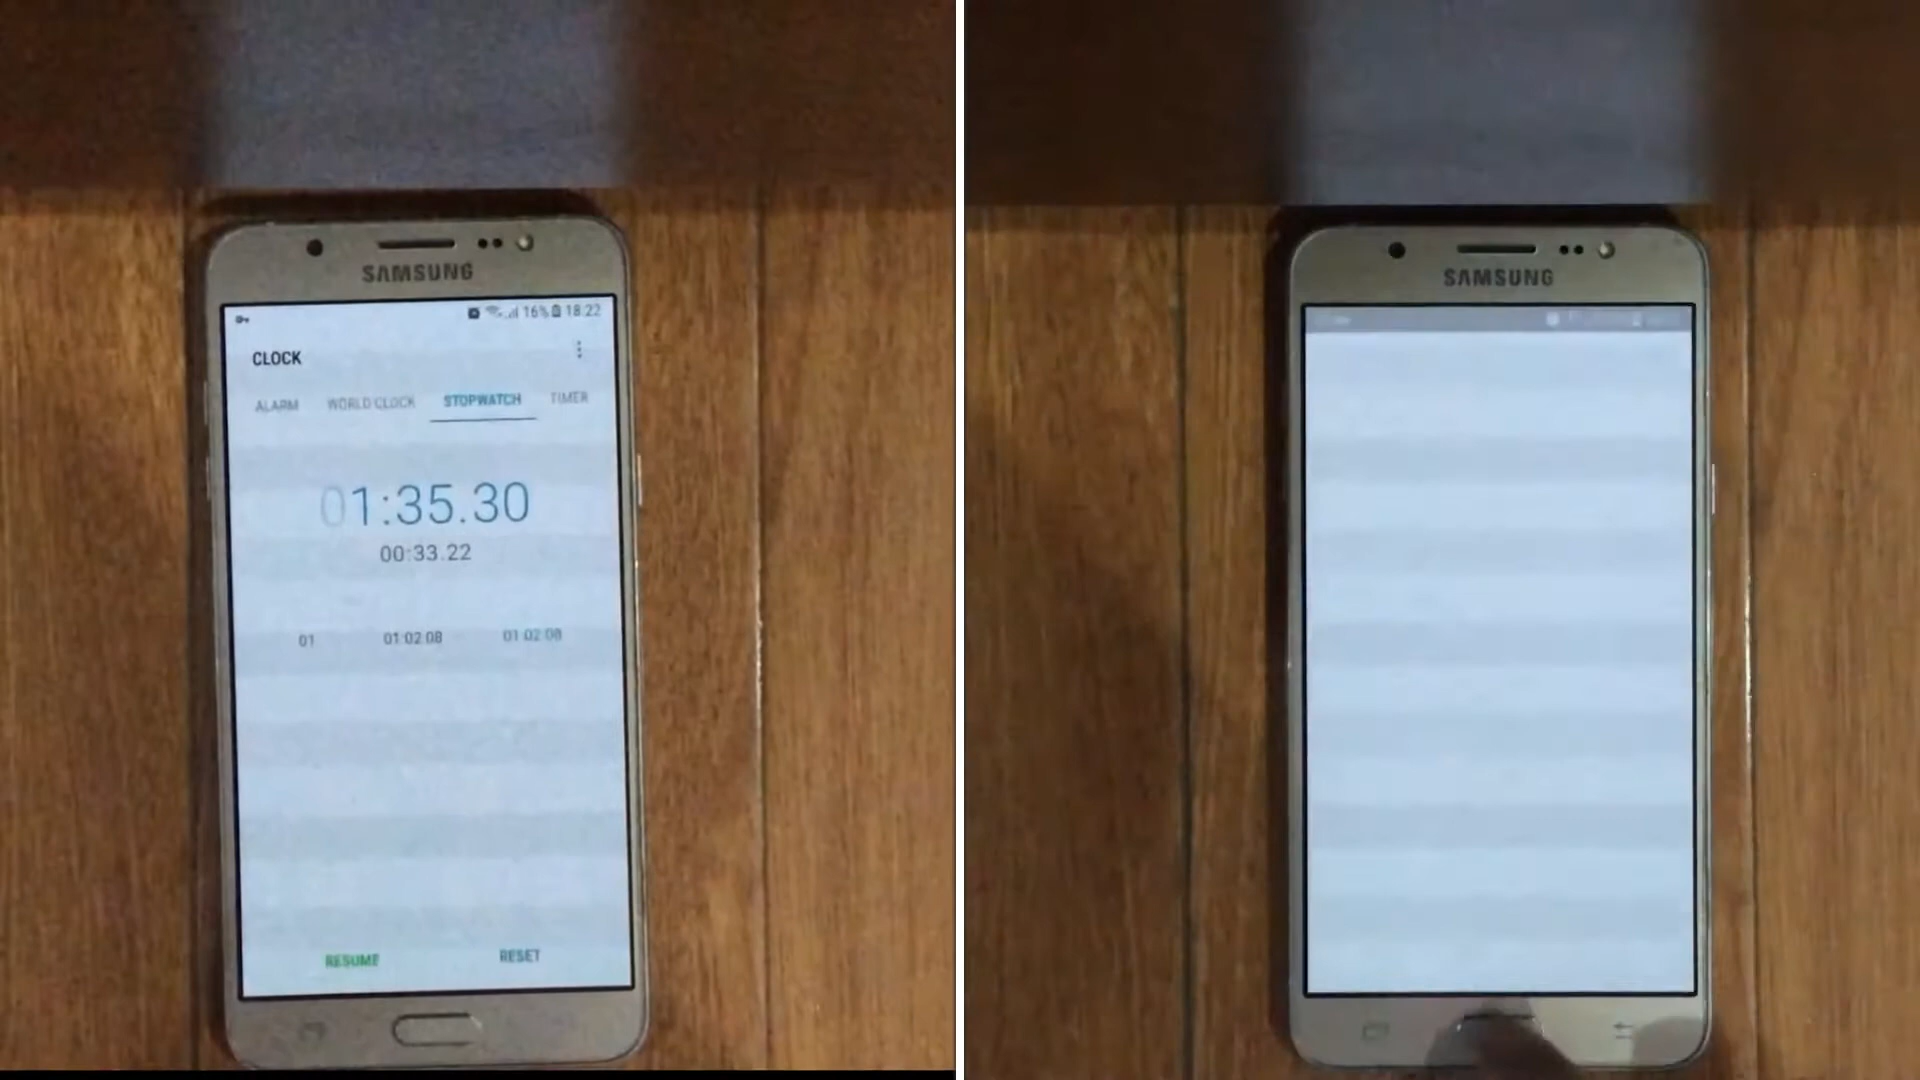 SAMSUNG
16% 18:22
CLOCK
ALARM WORLD CLOCK STOPWATCH TIMER
01:35.30
00:33.22
01 01:02.08 01:02.08
RESUME RESET
SAMSUNG